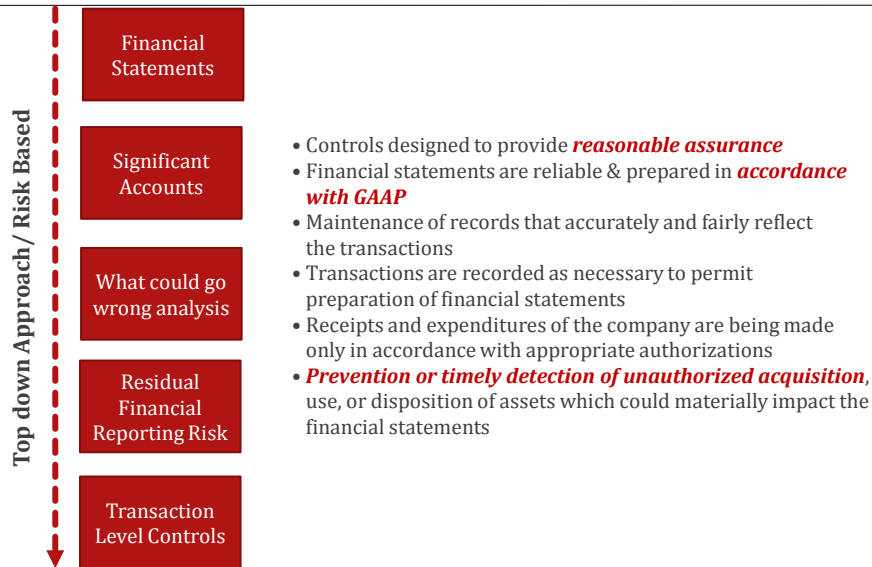 Top down Approach/ Risk Based
Financial
Statements
Significant
Accounts
What could go
wrong analysis
Residual
Financial
Reporting Risk
Transaction
Level Controls
• Controls designed to provide reasonable assurance
• Financial statements are reliable & prepared in accordance
with GAAP
• Maintenance of records that accurately and fairly reflect
the transactions
• Transactions are recorded as necessary to permit
preparation of financial statements
• Receipts and expenditures of the company are being made
only in accordance with appropriate authorizations
• Prevention or timely detection of unauthorized acquisition,
use, or disposition of assets which could materially impact the
financial statements